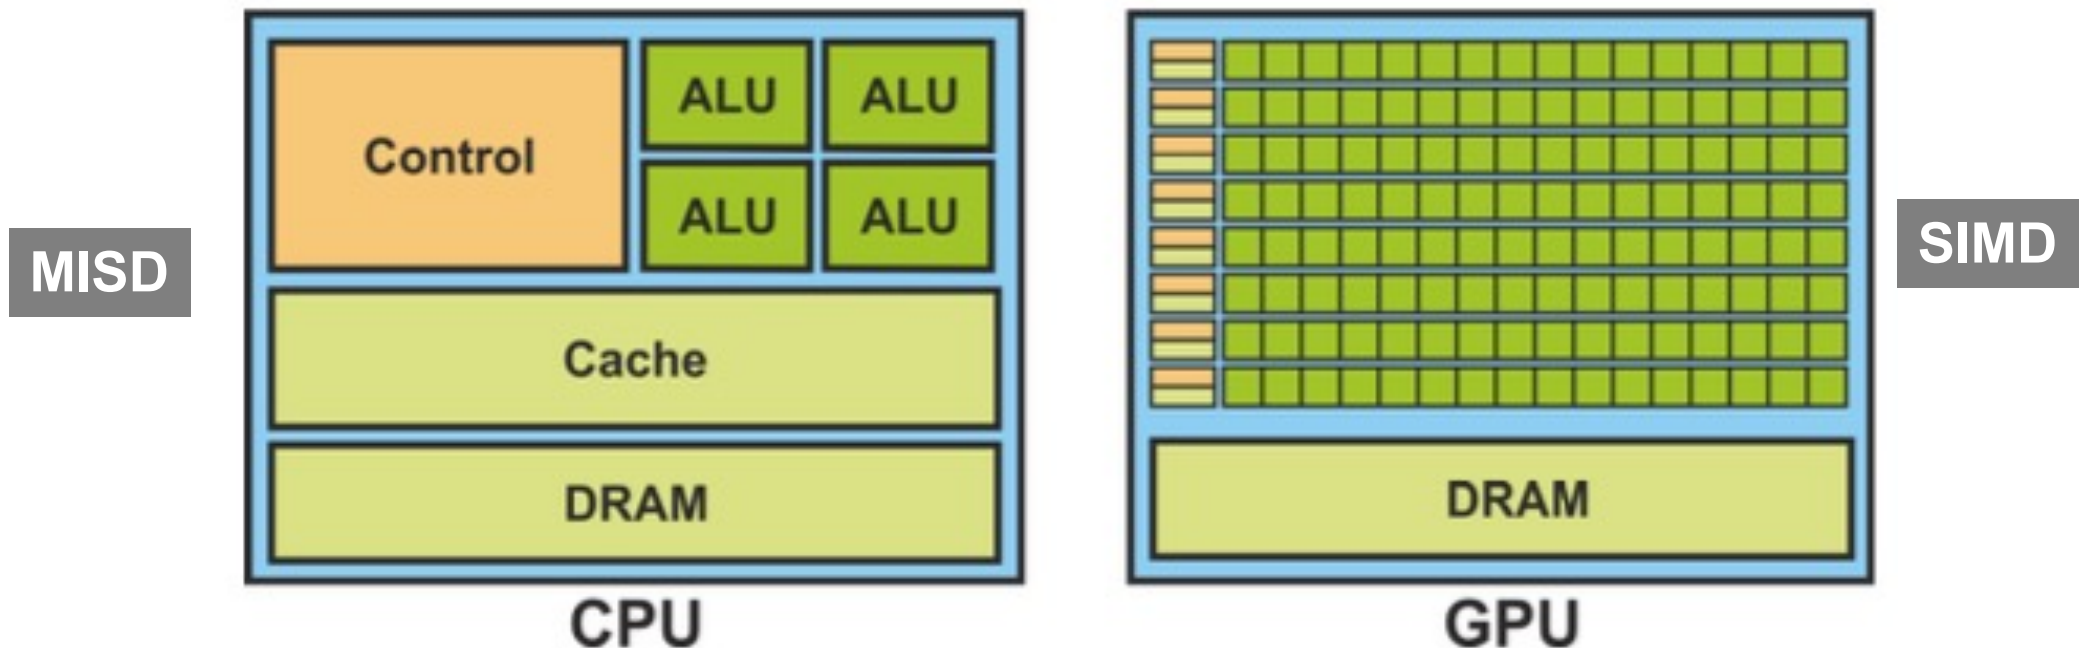 MISD
Control
ALU ALU
ALU ALU
Cache
DRAM
CPU
DRAM
GPU
SIMD